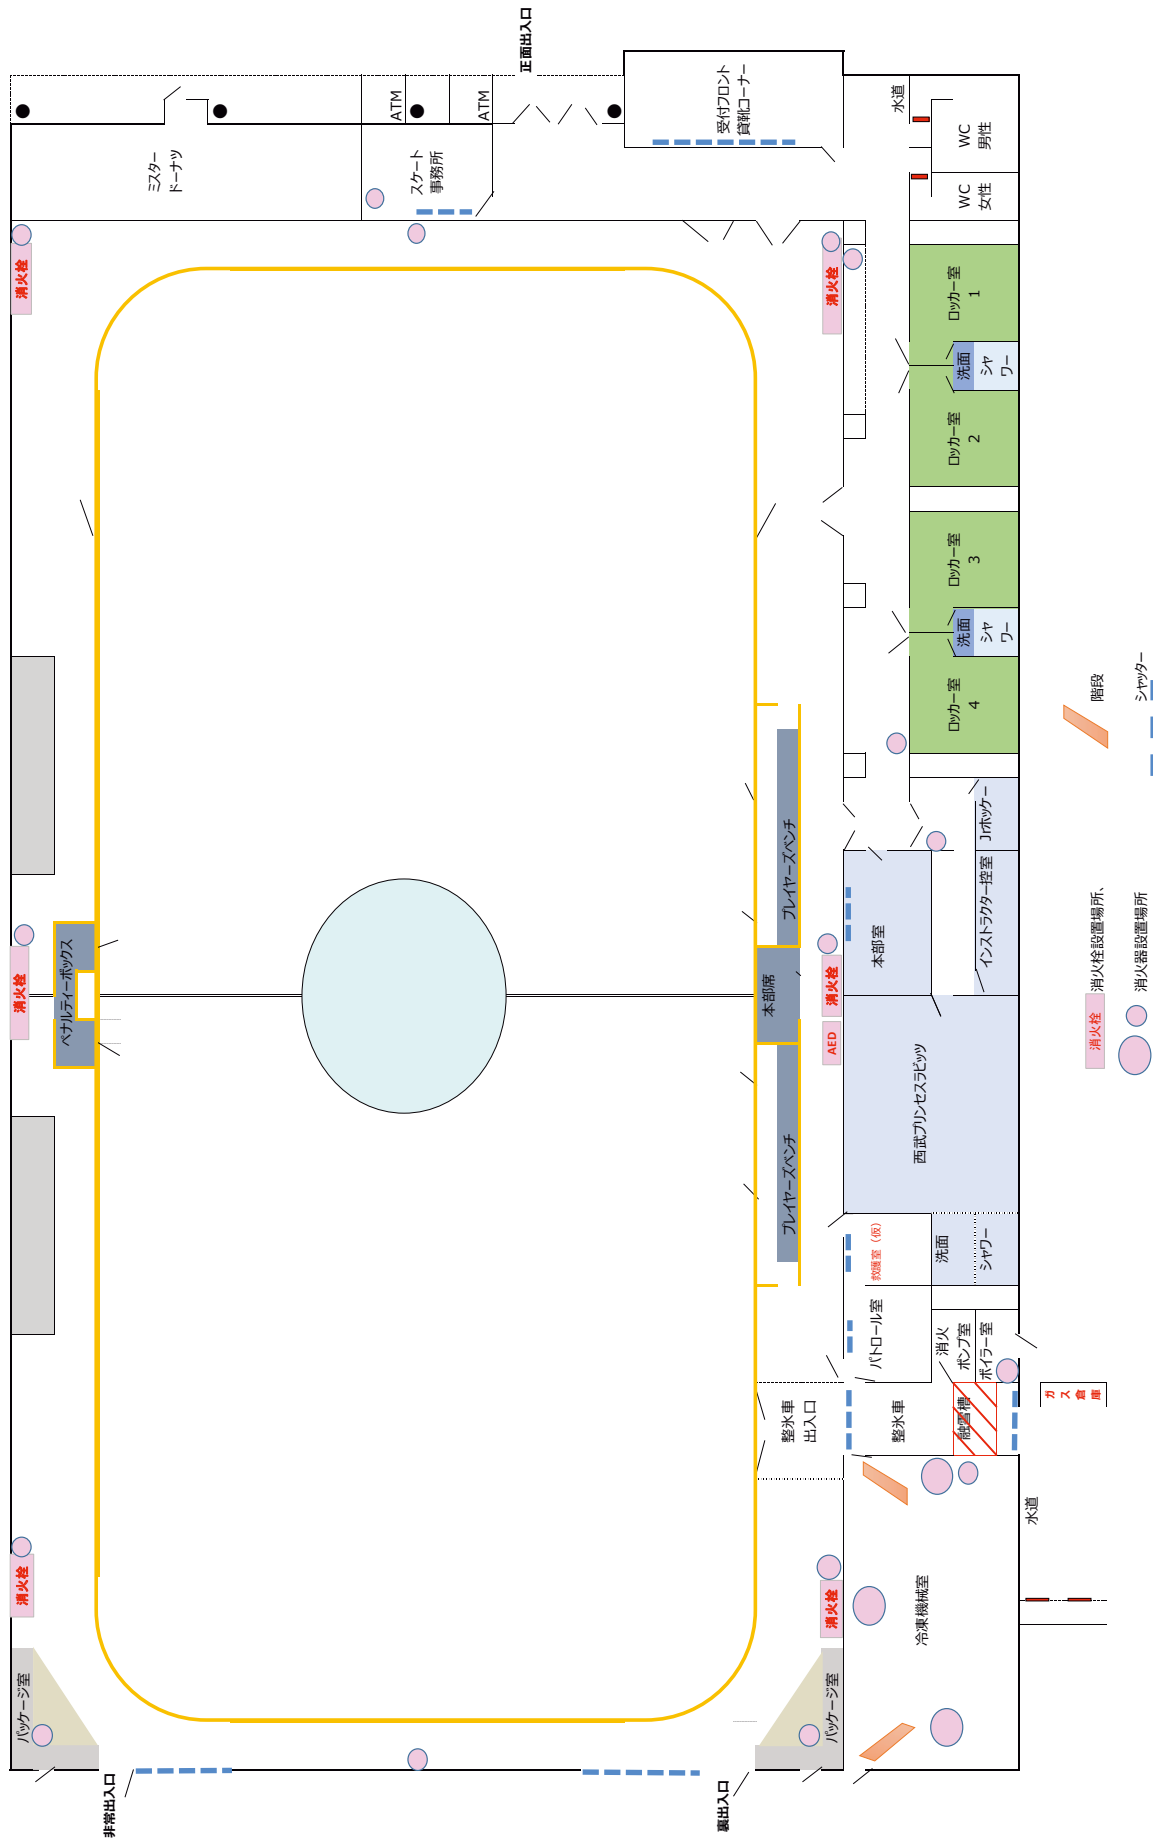 正面出入口
ATM
ATM
ミスター
ドーナツ
スケート
事務所
受付フロント
貸靴コーナー
水道
WC
男性
WC
女性
消火栓
消火栓
ロッカー室
1
洗面
シャ
ワー
ロッカー室
2
ロッカー室
3
洗面
シャ
ワー
ロッカー室
4
階段
シャッター
Jrホッケー
インストラクター控室
本部室
プレイヤーズベンチ
本部席
プレイヤーズベンチ
ペナルティーボックス
消火栓
消火栓
AED
消火栓設置場所、
消火栓
消火器設置場所
西武プリンセスラビッツ
救護室（仮）
洗面
シャワー
パトロール室
消火
ポンプ室
ボイラー室
整氷車
出入口
整氷車
融雪槽
ガス倉庫
水道
冷凍機械室
消火栓
消火栓
パッケージ室
パッケージ室
非常出入口
裏出入口